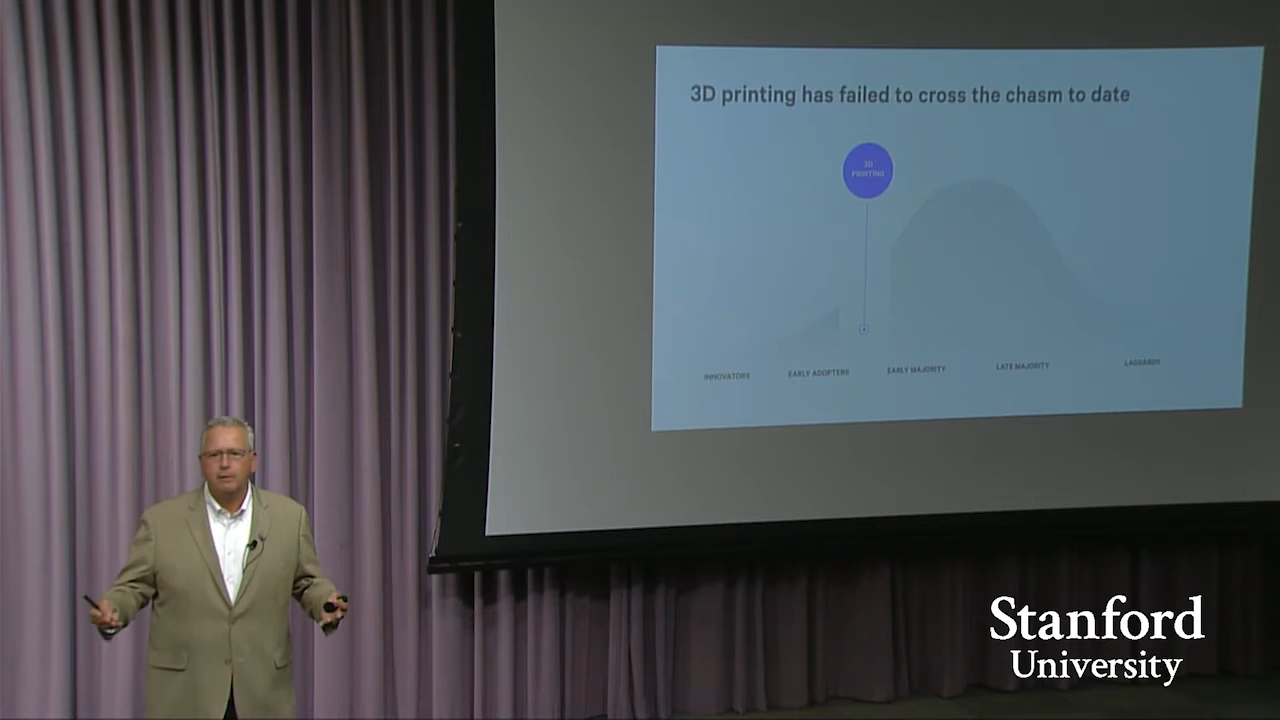 3D printing has failed to cross the chasm to date
3D
PRINTING
INNOVATORS
EARLY ADOPTERS
EARLY MAJORITY
LATE MAJORITY
LAGGARDS
Stanford
University